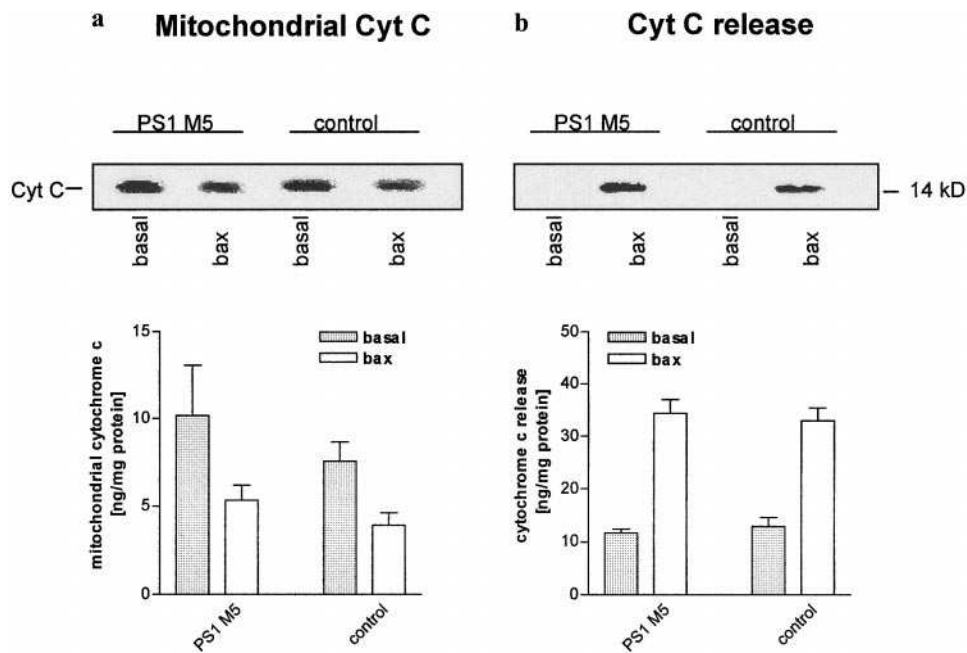 a Mitochondrial Cyt C
PS1 M5 control
Cyt C
basal bax basal bax
15
10
5
0
mitochondrial cytochrome c
[ng/mg protein]
basal
bax
PS1 M5 control
b Cyt C release
PS1 M5 control
14 kD
basal bax basal bax
50
40
30
20
10
0
cytochrome c release
[ng/mg protein]
basal
bax
PS1 M5 control